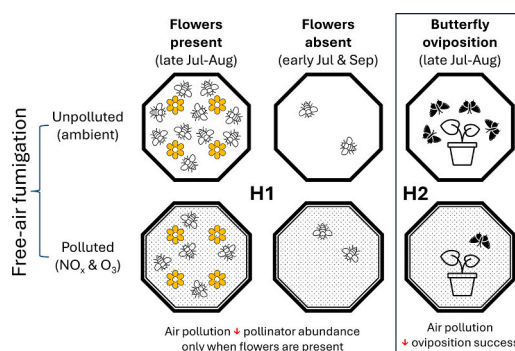 Flowers
present
(late Jul-Aug)
Flowers
absent
(early Jul & Sep)
Butterfly
oviposition
(late Jul-Aug)
Free-air fumigation
Unpolluted
(ambient)
H1
H2
Polluted
(NOx & O3)
Air pollution ↓ pollinator abundance
only when flowers are present
Air pollution
↓ oviposition success